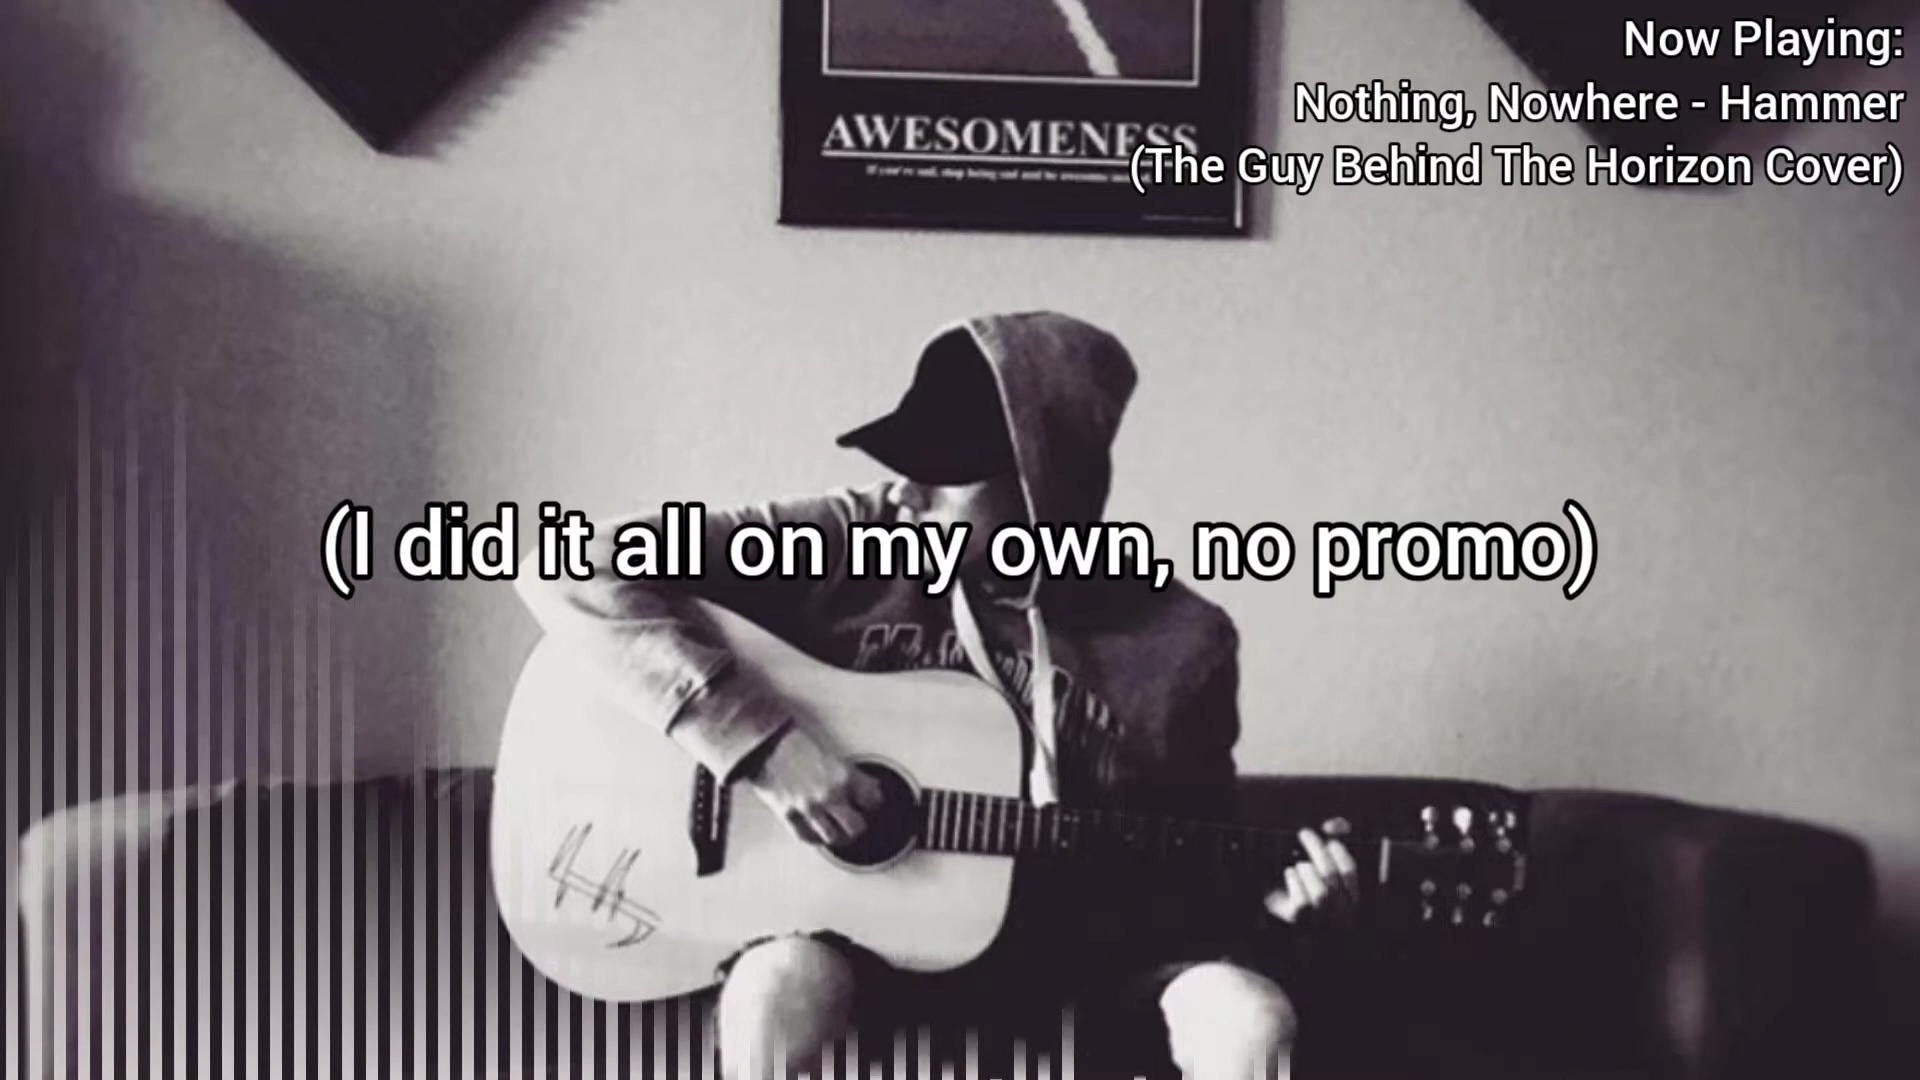 Now Playing:
Nothing, Nowhere - Hammer
(The Guy Behind The Horizon Cover)
AWESOMENESS
(I did it all on my own, no promo)